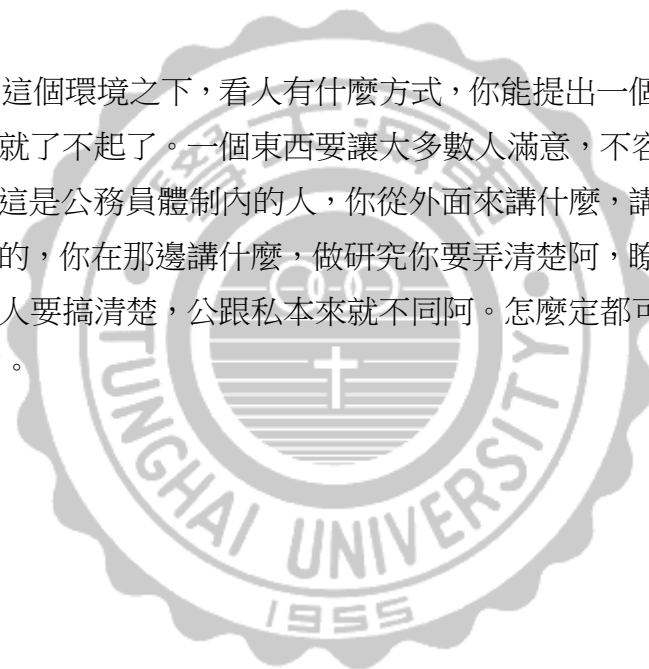 這個環境之下，看人有什麼方式，你能提出一個
就了不起了。一個東西要讓大多數人滿意，不容
這是公務員體制內的人，你從外面來講什麼，講
的，你在那邊講什麼，做研究你要弄清楚阿，瞭
人要搞清楚，公跟私本來就不同阿。怎麼定都可
。
TUNGHAI UNIVERSITY
1955